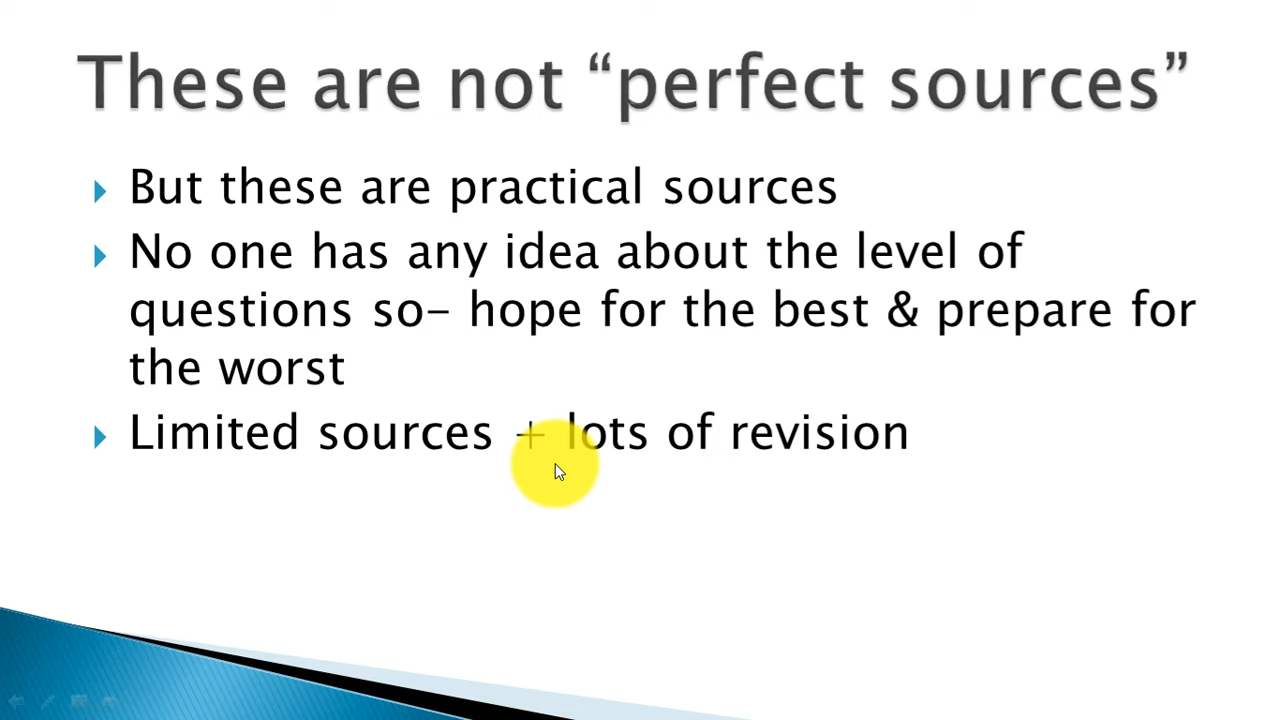 These are not “perfect sources”
But these are practical sources
No one has any idea about the level of
questions so- hope for the best & prepare for
the worst
Limited sources + lots of revision